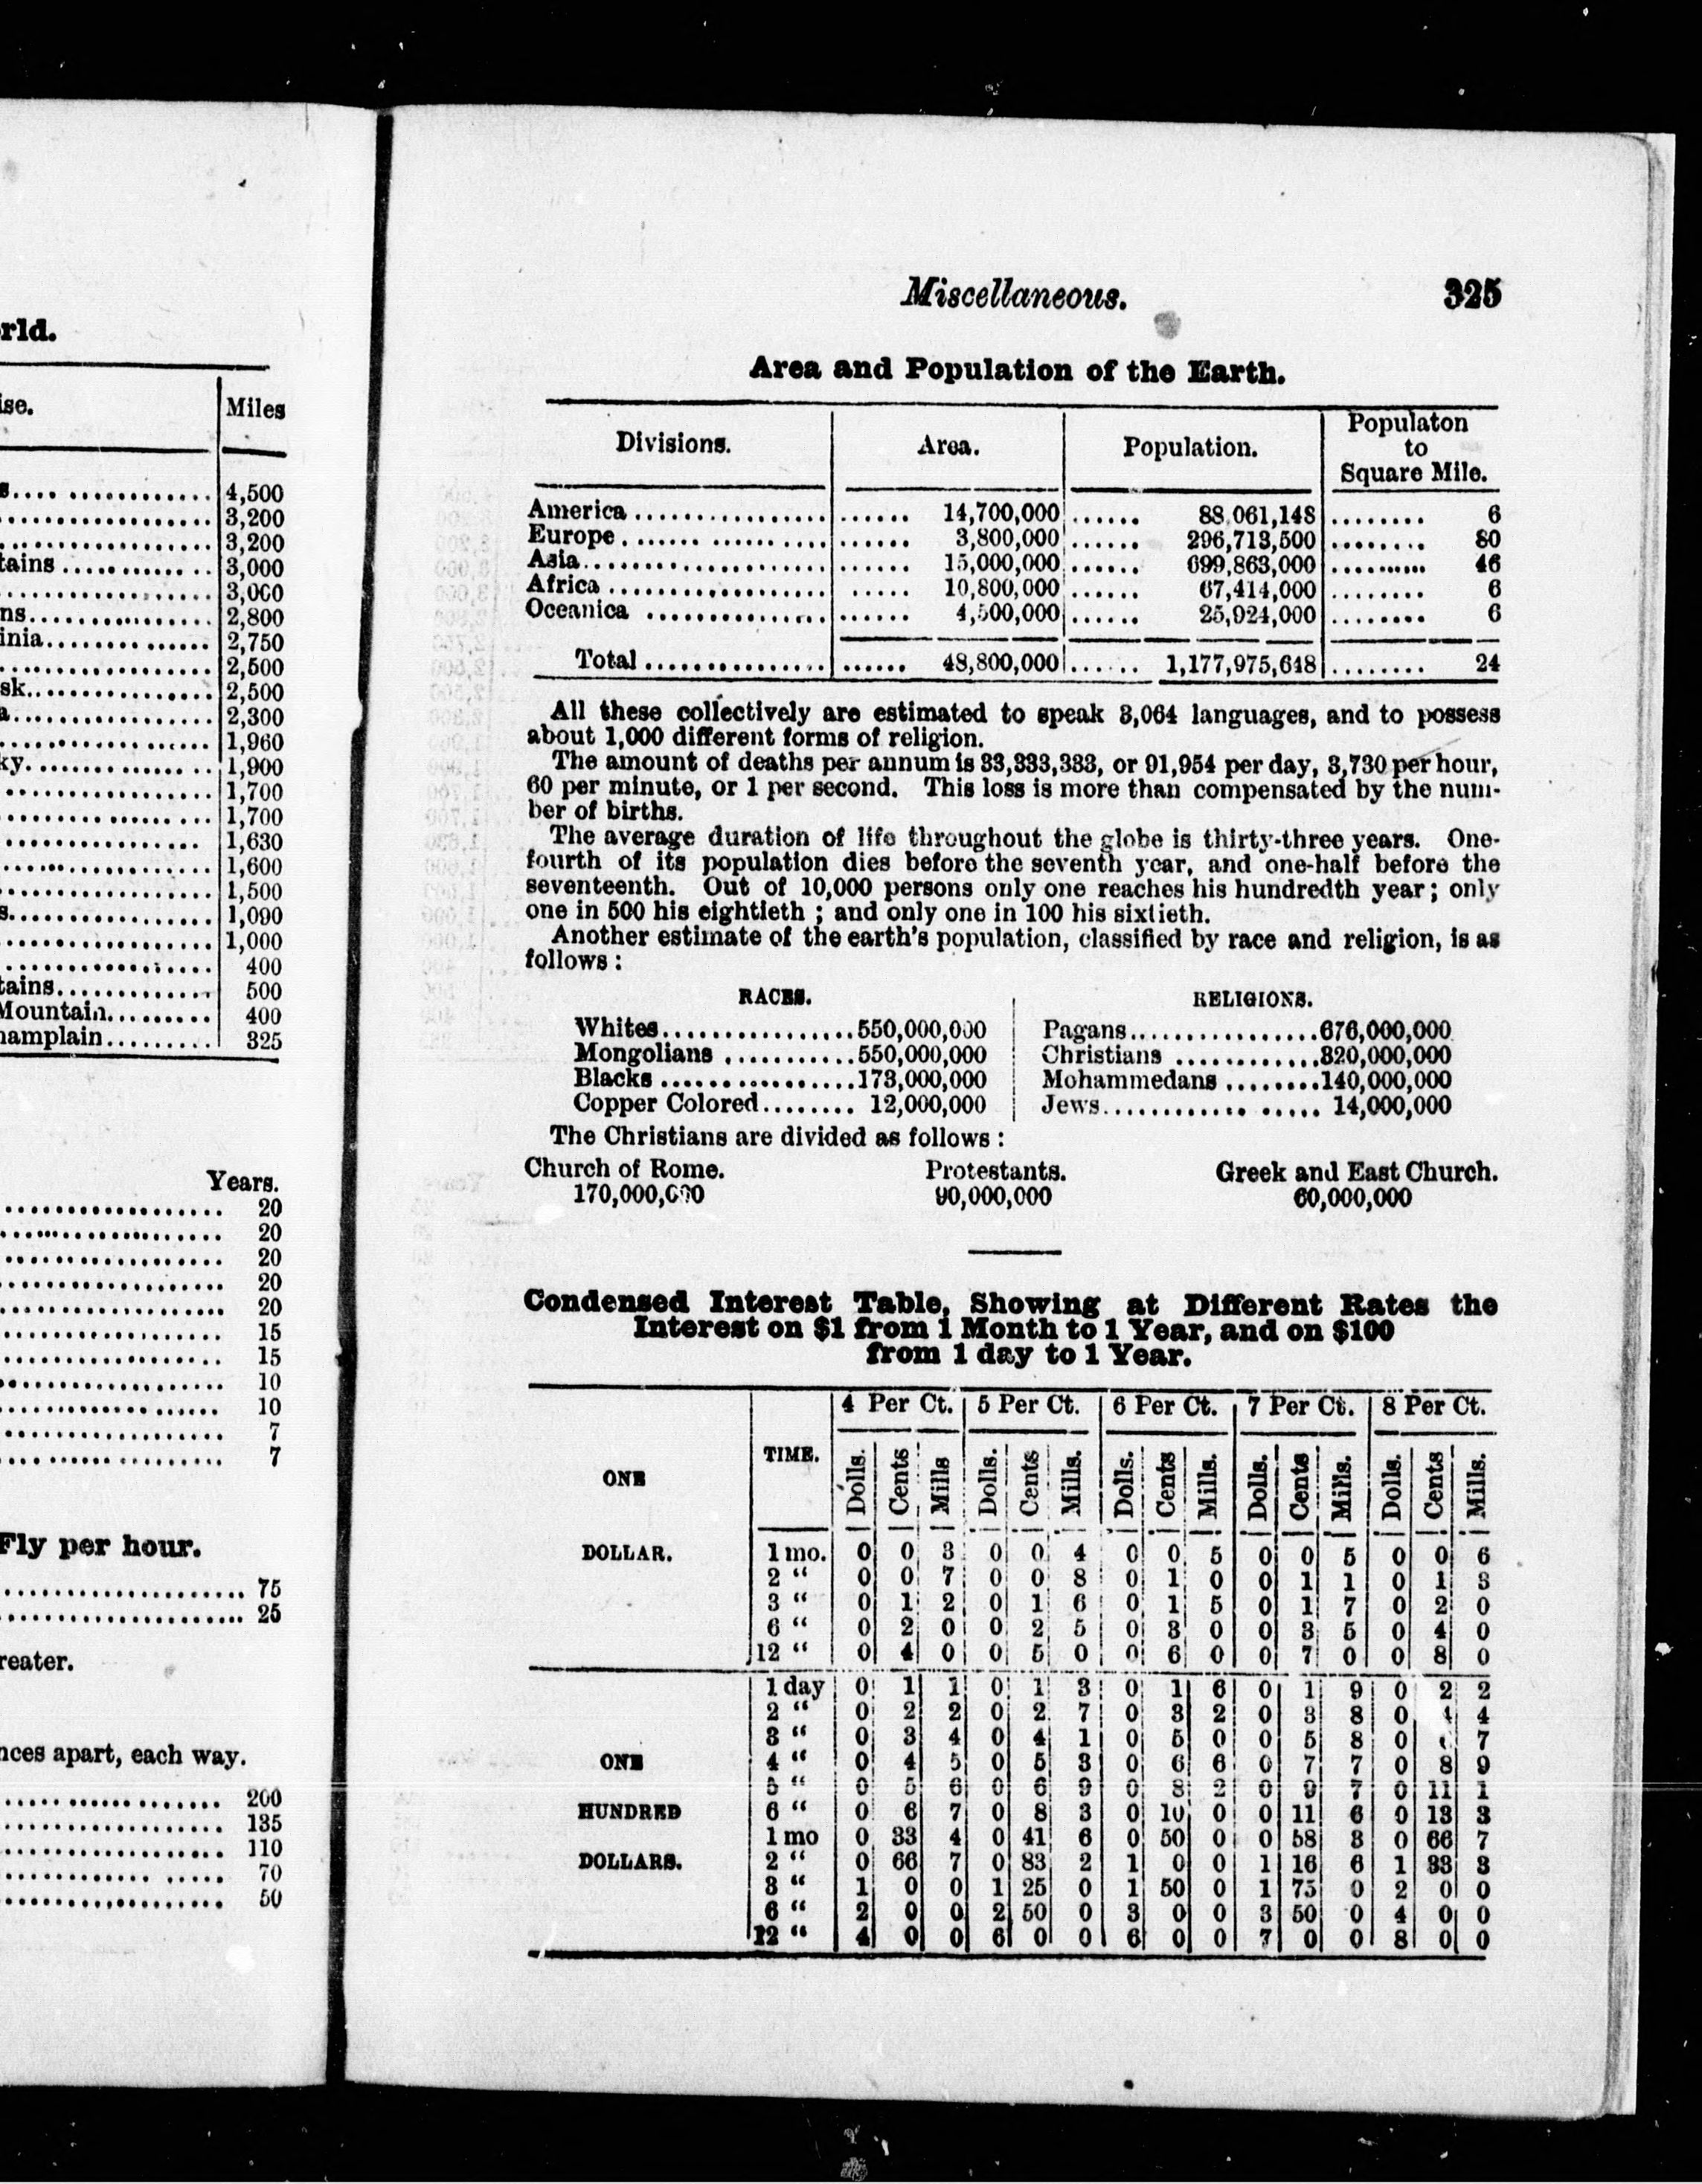 rld.
ise. Miles
s.... ............. 4,500
.................. 3,200
.................. 3,200
tains ............ .. 3,000
.................. 3,000
ns................ 2,800
inia.......... ...... 2,750
.................. 2,500
sk................ 2,500
a.................. 2,300
.................. 1,960
ky................ 1,900
.................. 1,700
.................. 1,700
.................. 1,630
.................. 1,600
.................. 1,500
s.................. 1,090
.................. 1,000
.................. 400
tains.............. 500
Mountain......... 400
hamplain......... 325
Years.
.................. 20
.................. 20
.................. 20
.................. 20
.................. 20
.................. 15
.................. 15
.................. 10
.................. 10
.................. 7
.................. 7
Fly per hour.
.................... 75
.................... 25
reater.
nces apart, each way.
.................. 200
.................. 135
.................. 110
.................. 70
.................. 50
Miscellaneous. 325
Area and Population of the Earth.
Divisions. Area. Population. Populaton
to
Square Mile.
America ................ ...... 14,700,000 ...... 88,061,148 ........ 6
Europe ................ ...... 3,800,000 ...... 296,713,500 ........ 80
Asia.................... ...... 15,000,000 ...... 699,863,000 .......... 46
Africa .................. ...... 10,800,000 ...... 67,414,000 ........ 6
Oceanica ............... ...... 4,500,000 ...... 25,924,000 ........ 6
Total ............... ...... 48,800,000 ...... 1,177,975,648 ........ 24
All these collectively are estimated to speak 3,064 languages, and to possess
about 1,000 different forms of religion.
The amount of deaths per annum is 33,333,333, or 91,954 per day, 3,730 per hour,
60 per minute, or 1 per second. This loss is more than compensated by the num-
ber of births.
The average duration of life throughout the globe is thirty-three years. One-
fourth of its population dies before the seventh year, and one-half before the
seventeenth. Out of 10,000 persons only one reaches his hundredth year; only
one in 500 his eightieth ; and only one in 100 his sixtieth.
Another estimate of the earth's population, classified by race and religion, is as
follows :
RACES. RELIGIONS.
Whites.................550,000,000 Pagans.................676,000,000
Mongolians ............550,000,000 Christians .............320,000,000
Blacks .................173,000,000 Mohammedans ........140,000,000
Copper Colored........ 12,000,000 Jews............ ..... 14,000,000
The Christians are divided as follows :
Church of Rome. Protestants. Greek and East Church.
170,000,000 90,000,000 60,000,000
Condensed Interest Table, Showing at Different Rates the
Interest on $1 from 1 Month to 1 Year, and on $100
from 1 day to 1 Year.
4 Per Ct. 5 Per Ct. 6 Per Ct. 7 Per Ct. 8 Per Ct.
ONE TIME. Dolls. Cents Mills Dolls. Cents Mills. Dolls. Cents Mills. Dolls. Cents Mills. Dolls. Cents Mills.
DOLLAR. 1 mo. 0 0 3 0 0 4 0 0 5 0 0 5 0 0 6
2 " 0 0 7 0 0 8 0 1 0 0 1 1 0 1 3
3 " 0 1 2 0 1 6 0 1 5 0 1 7 0 2 0
6 " 0 2 0 0 2 5 0 3 0 0 3 5 0 4 0
12 " 0 4 0 0 5 0 0 6 0 0 7 0 0 8 0
1 day 0 1 1 0 1 3 0 1 6 0 1 9 0 2 2
2 " 0 2 2 0 2 7 0 3 2 0 3 8 0 4 4
3 " 0 3 4 0 4 1 0 5 0 0 5 8 0 7
ONE 4 " 0 4 5 0 5 3 0 6 6 0 7 7 0 8 9
5 " 0 5 6 0 6 9 0 8 2 0 9 7 0 11 1
HUNDRED 6 " 0 6 7 0 8 3 0 10 0 0 11 6 0 13 3
1 mo 0 33 4 0 41 6 0 50 0 0 58 3 0 66 7
DOLLARS. 2 " 0 66 7 0 83 2 1 0 0 1 16 6 1 33 3
3 " 1 0 0 1 25 0 1 50 0 1 75 0 2 0 0
6 " 2 0 0 2 50 0 3 0 0 3 50 0 4 0 0
12 " 4 0 0 6 0 0 6 0 0 7 0 0 8 0 0